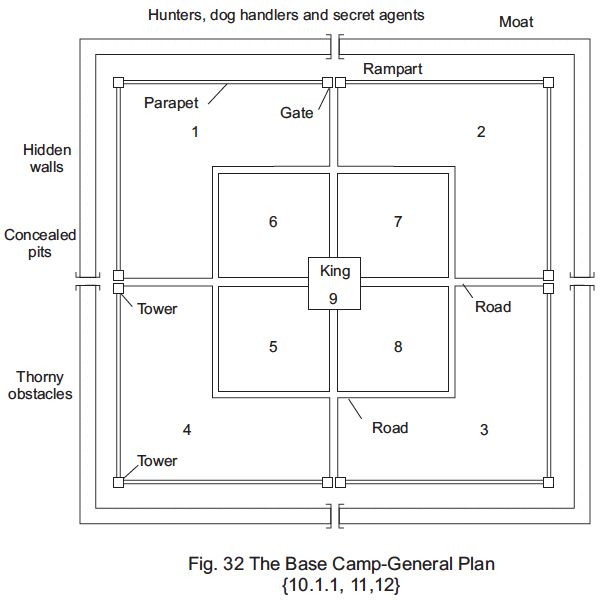 Hunters, dog handlers and secret agents
Moat
Rampart
Parapet
Gate
1
2
Hidden
walls
6
7
Concealed
pits
King
9
Tower
Road
5
8
Thorny
obstacles
4
Road
3
Tower
Fig. 32 The Base Camp-General Plan
{10.1.1, 11,12}